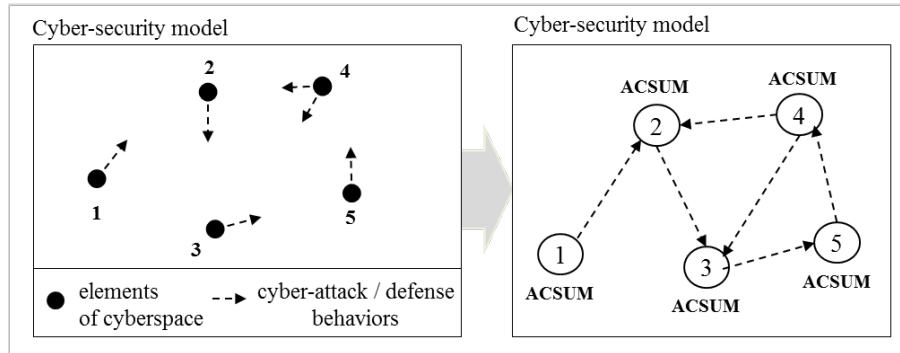 Cyber-security model
2
4
1
3
5
elements
of cyberspace
cyber-attack / defense
behaviors
Cyber-security model
ACSUM
ACSUM
2
4
1
3
5
ACSUM
ACSUM
ACSUM